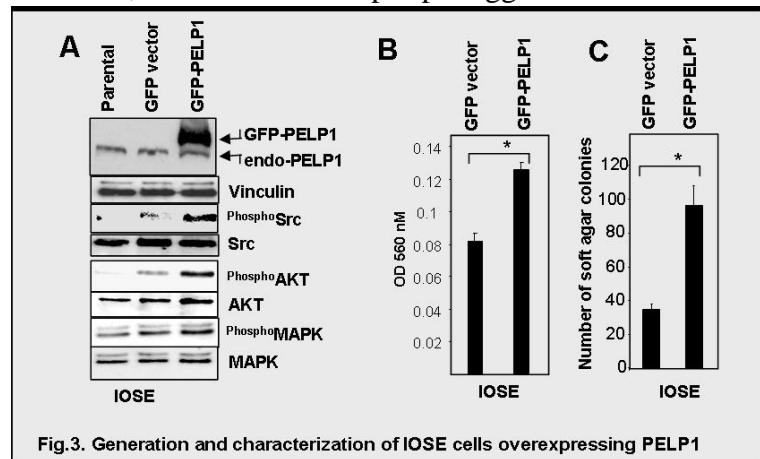 A
Parental
GFP vector
GFP-PELP1
GFP-PELP1
endo-PELP1
Vinculin
PhosphoSrc
Src
PhosphoAKT
AKT
PhosphoMAPK
MAPK
IOSE
B
GFP vector
GFP-PELP1
*
OD 560 nM
0.14
0.12
0.1
0.08
0.06
0.04
0.02
IOSE
C
GFP vector
GFP-PELP1
*
Number of soft agar colonies
120
100
80
60
40
20
0
IOSE
Fig.3. Generation and characterization of IOSE cells overexpressing PELP1